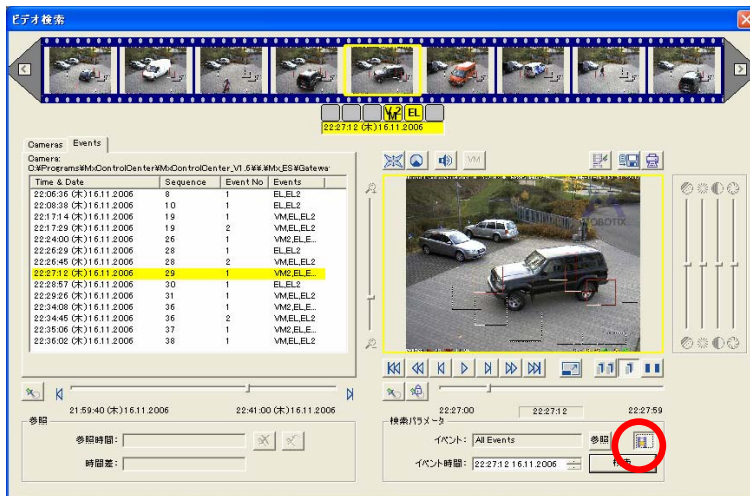 ビデオ検索
VM2 EL
22:27:12 (木)16.11.2006
Cameras Events
Camera:
C:¥Programs¥MxControlCenter¥MxControlCenter_V1.6¥¥.¥Mx_ES¥Gatewa
Time & Date Sequence Event No Events
22:06:36 (木)16.11.2006 8 1 EL,EL2
22:08:38 (木)16.11.2006 10 1 EL,EL2
22:17:14 (木)16.11.2006 19 1 VM,EL,EL2
22:17:29 (木)16.11.2006 19 2 VM,EL,EL2
22:24:00 (木)16.11.2006 26 1 VM2,EL,E...
22:26:29 (木)16.11.2006 28 1 EL,EL2
22:26:45 (木)16.11.2006 28 2 VM,EL,EL2
22:27:12 (木)16.11.2006 29 1 VM2,EL,E...
22:28:57 (木)16.11.2006 30 1 EL,EL2
22:29:26 (木)16.11.2006 31 1 VM,EL,EL2
22:34:08 (木)16.11.2006 36 1 VM2,EL,E...
22:34:45 (木)16.11.2006 36 2 VM,EL,EL2
22:35:06 (木)16.11.2006 37 1 VM2,EL,E...
22:36:02 (木)16.11.2006 38 1 VM,EL,EL2
VM
21:59:40 (木)16.11.2006 22:41:00 (木)16.11.2006
22:27:00 22:27:12 22:27:59
参照
参照時間:
時間差:
検索パラメータ
イベント: All Events 参照
イベント時間: 22:27:12 16.11.2006 検索